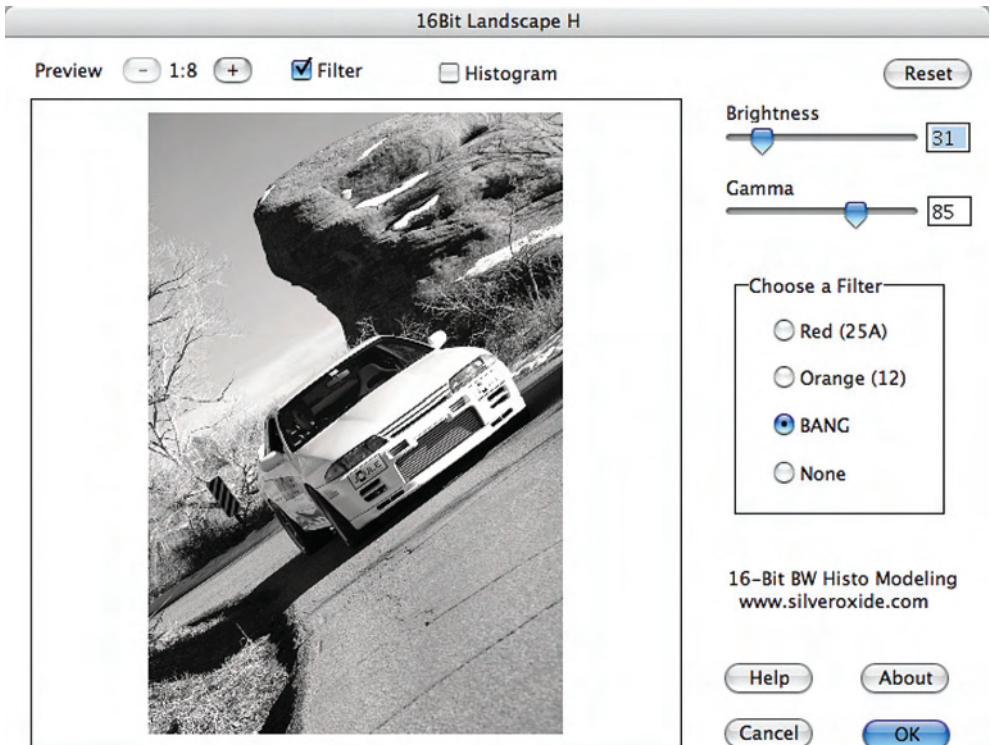 16Bit Landscape H
Preview - 1:8 + Filter Histogram Reset
Brightness
31
Gamma
85
Choose a Filter
Red (25A)
Orange (12)
BANG
None
16-Bit BW Histo Modeling
www.silveroxide.com
Help About
Cancel OK